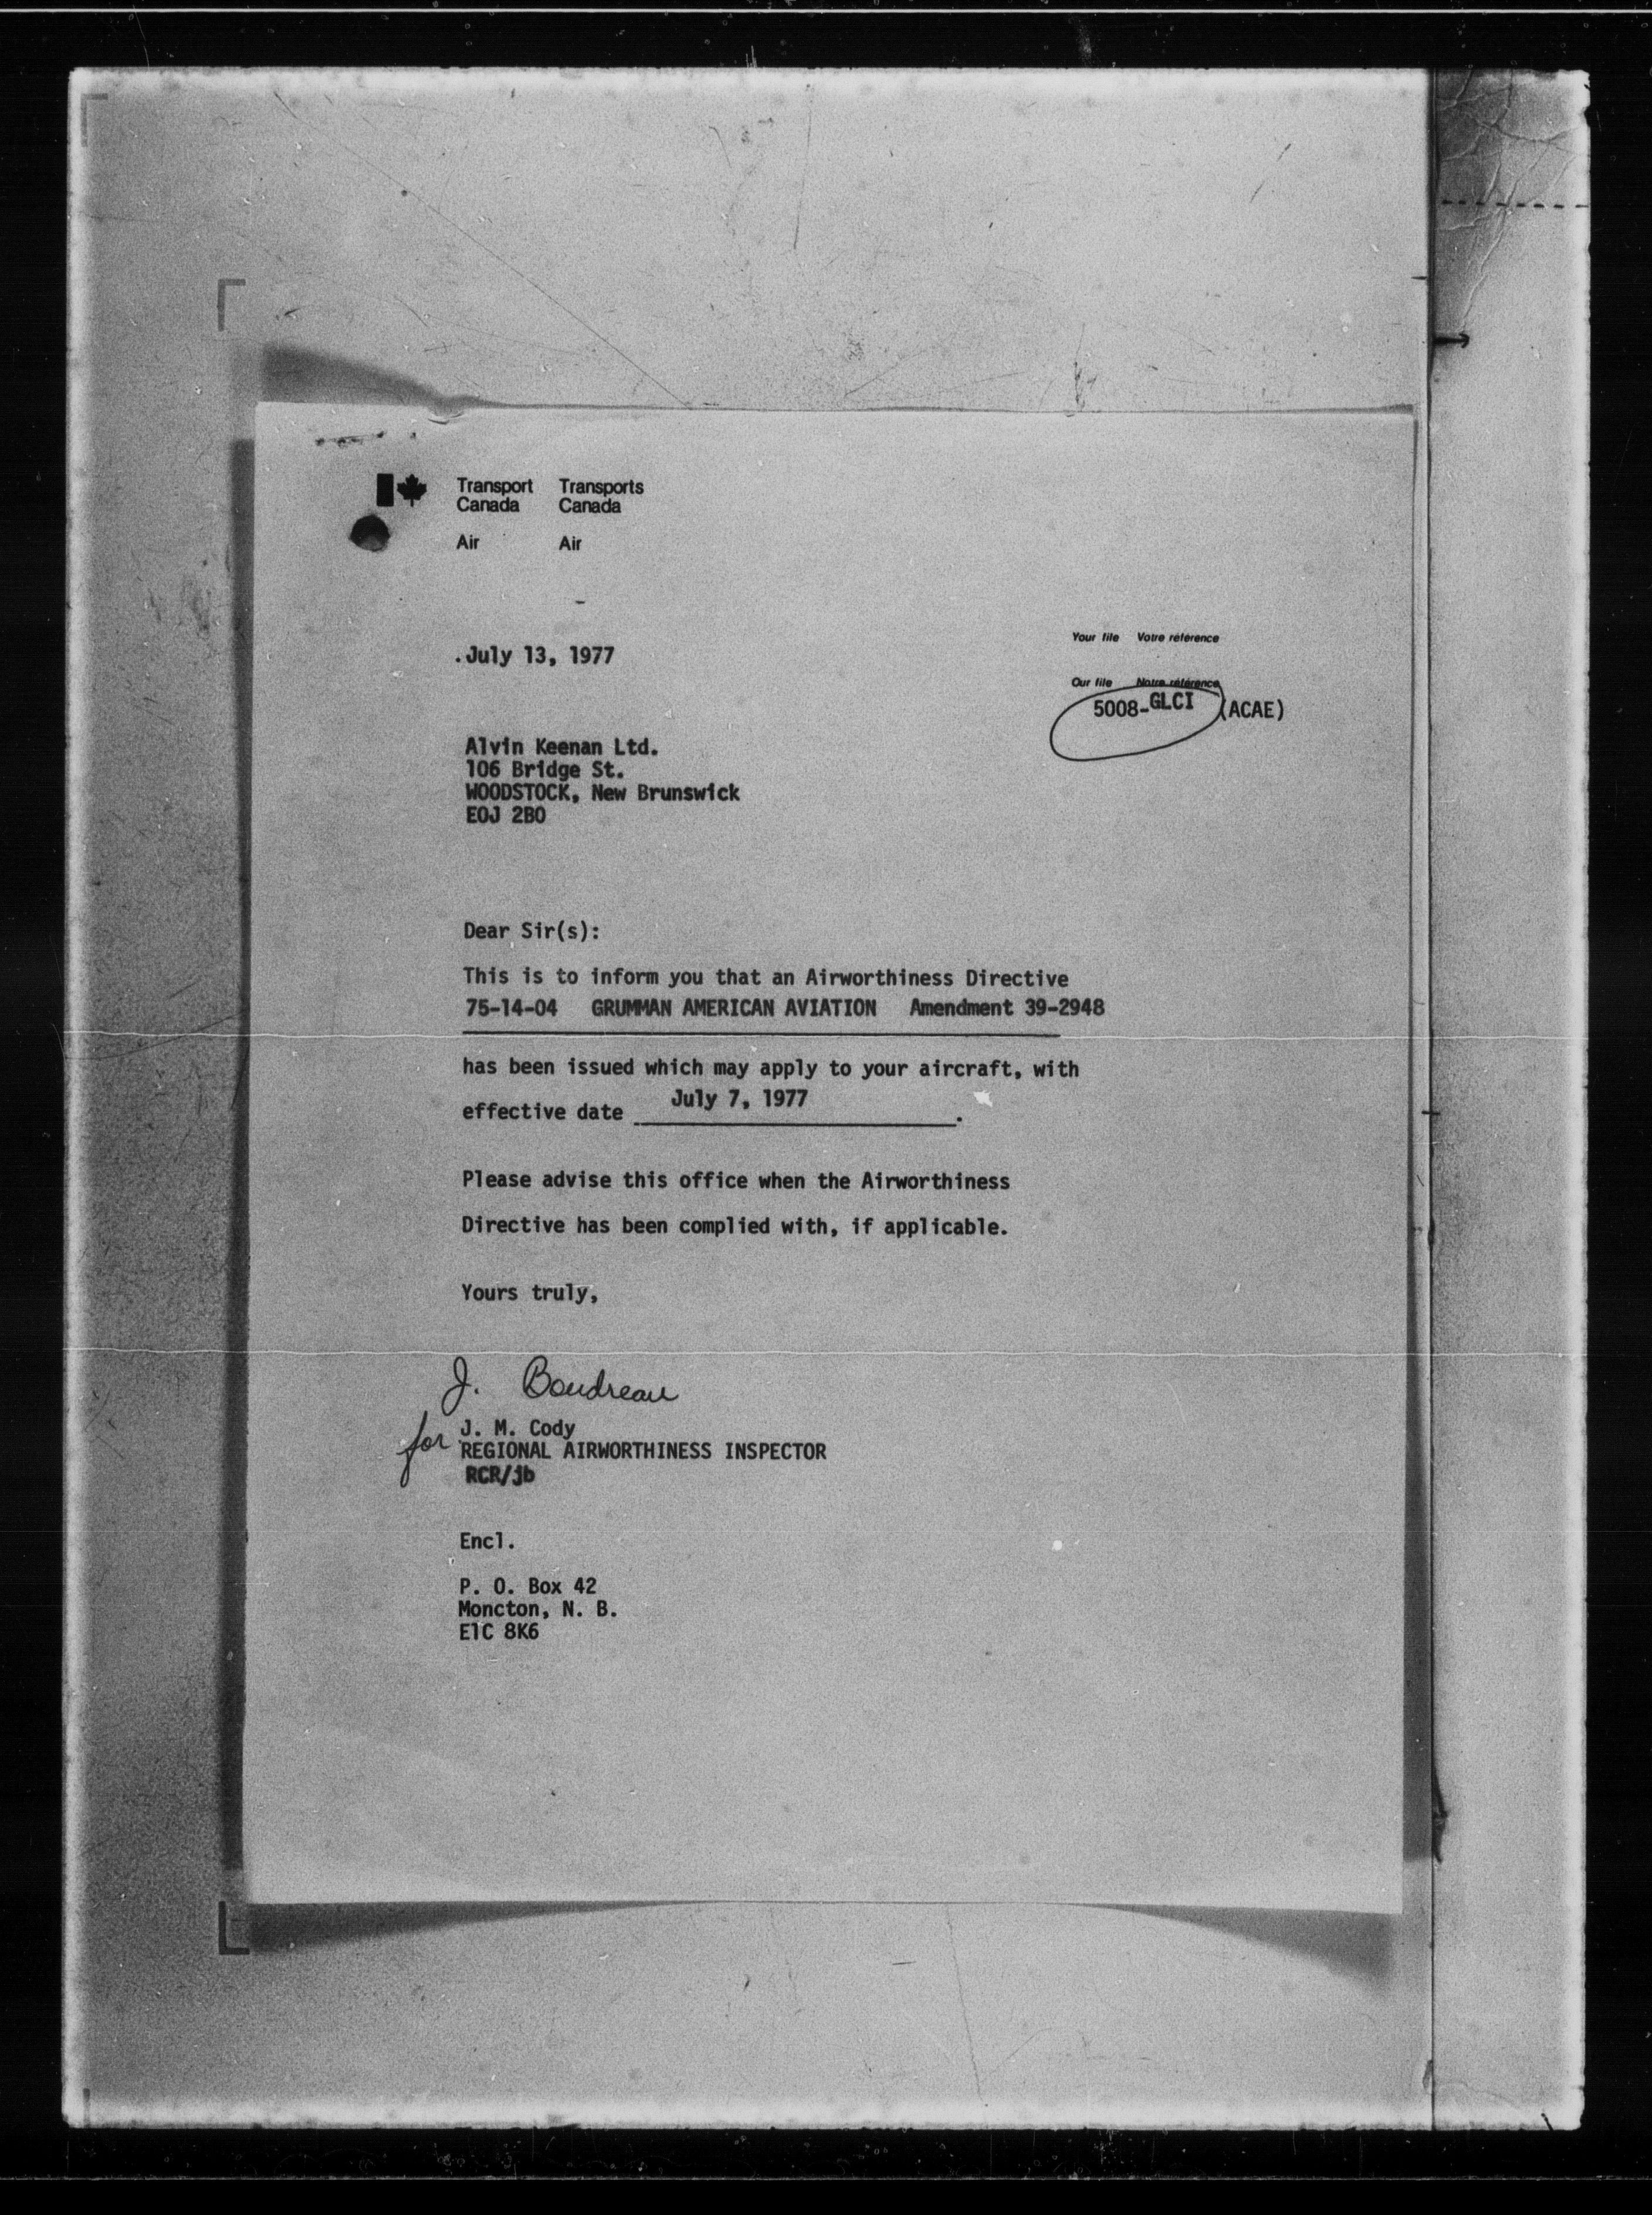 Transport Transports
Canada Canada
Air Air
Your file Votre référence
.July 13, 1977
Our file Notre référence
5008-GLCI (ACAE)
Alvin Keenan Ltd.
106 Bridge St.
WOODSTOCK, New Brunswick
EOJ 2BO
Dear Sir(s):
This is to inform you that an Airworthiness Directive
75-14-04 GRUMMAN AMERICAN AVIATION Amendment 39-2948
has been issued which may apply to your aircraft, with
effective date July 7, 1977.
Please advise this office when the Airworthiness
Directive has been complied with, if applicable.
Yours truly,
J. Boudreau
for J. M. Cody
REGIONAL AIRWORTHINESS INSPECTOR
RCR/jb
Encl.
P. O. Box 42
Moncton, N. B.
E1C 8K6